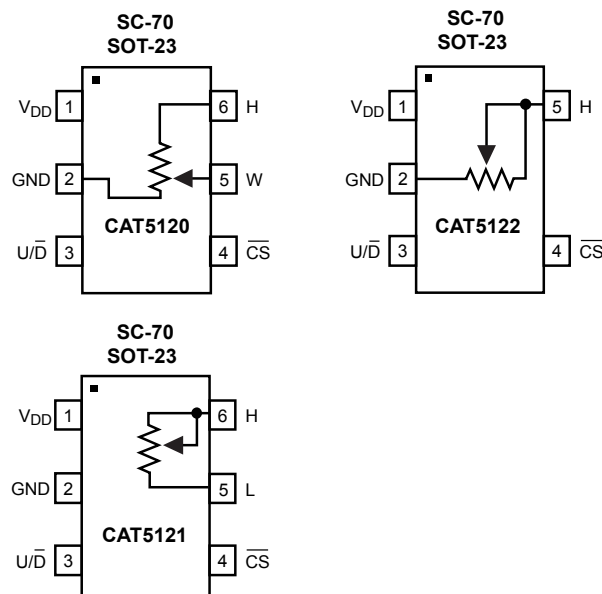 SC-70
SOT-23
V_DD 1
6 H
GND 2
5 W
CAT5120
U/D̅ 3
4 C̅S̅
SC-70
SOT-23
V_DD 1
5 H
GND 2
CAT5122
U/D̅ 3
4 C̅S̅
SC-70
SOT-23
V_DD 1
6 H
GND 2
5 L
CAT5121
U/D̅ 3
4 C̅S̅